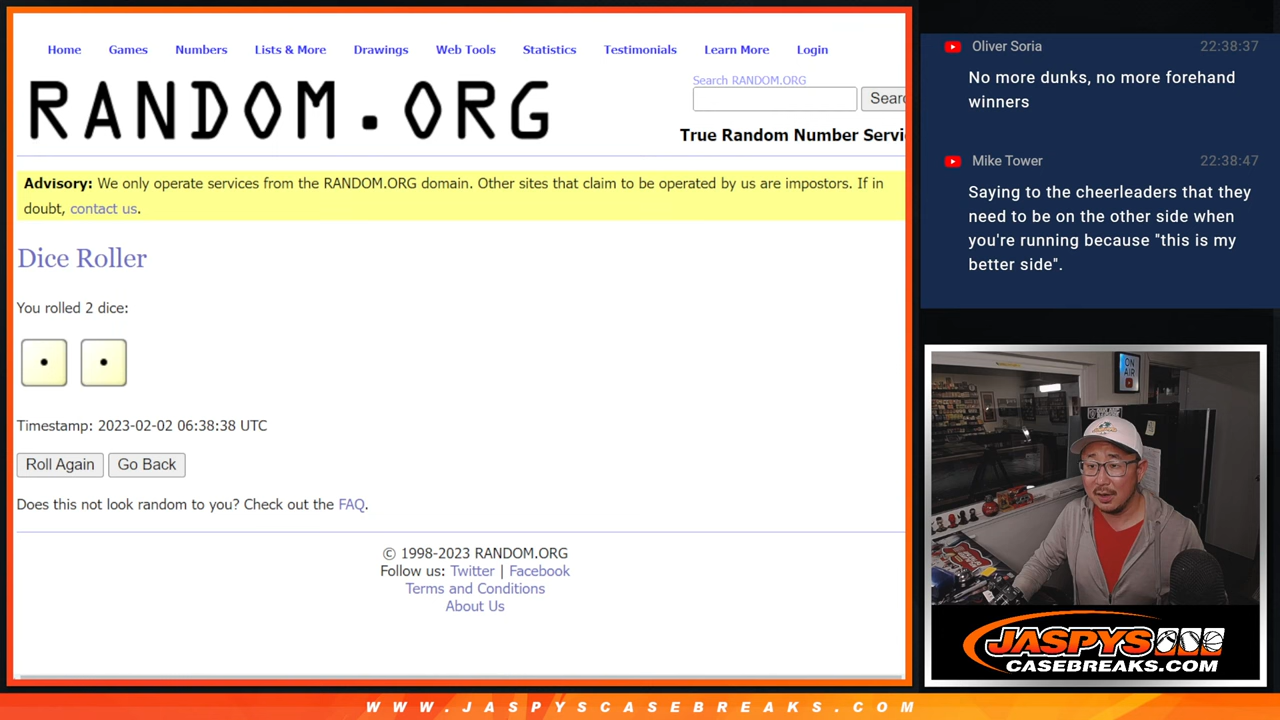 Home Games Numbers Lists & More Drawings Web Tools Statistics Testimonials Learn More Login
RANDOM.ORG
Search RANDOM.ORG
Searc
True Random Number Servi
Advisory: We only operate services from the RANDOM.ORG domain. Other sites that claim to be operated by us are impostors. If in
doubt, contact us.
Dice Roller
You rolled 2 dice:
Timestamp: 2023-02-02 06:38:38 UTC
Roll Again Go Back
Does this not look random to you? Check out the FAQ.
© 1998-2023 RANDOM.ORG
Follow us: Twitter | Facebook
Terms and Conditions
About Us
Oliver Soria 22:38:37
No more dunks, no more forehand
winners
Mike Tower 22:38:47
Saying to the cheerleaders that they
need to be on the other side when
you're running because "this is my
better side".
ON
AIR
JASPYS
CASEBREAKS.COM
WWW.JASPYSCASEBREAKS.COM